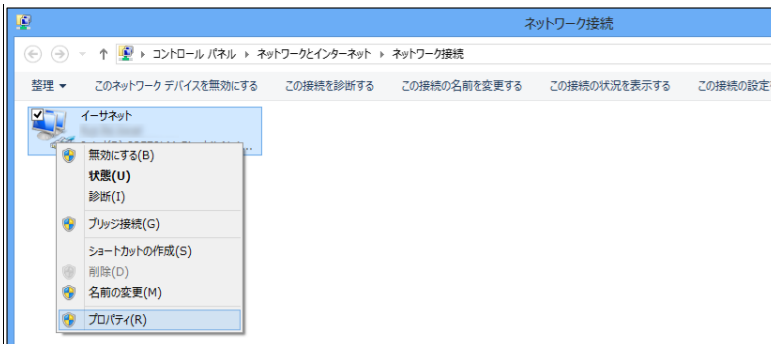 ネットワーク接続
コントロール パネル ネットワークとインターネット ネットワーク接続
整理 このネットワーク デバイスを無効にする この接続を診断する この接続の名前を変更する この接続の状況を表示する この接続の設定
イーサネット
無効にする(B)
状態(U)
診断(I)
ブリッジ接続(G)
ショートカットの作成(S)
削除(D)
名前の変更(M)
プロパティ(R)